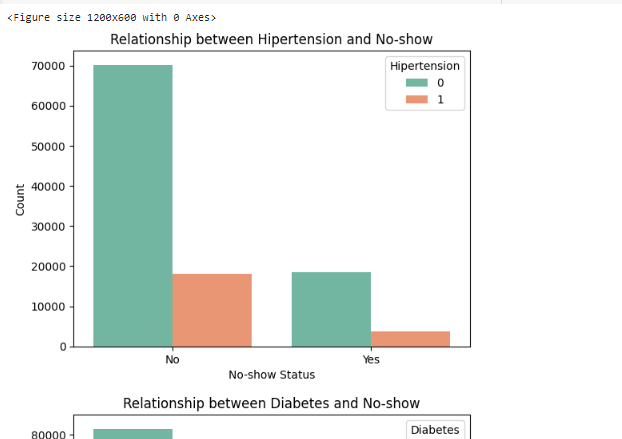 <Figure size 1200x600 with 0 Axes>
Relationship between Hipertension and No-show
Hipertension
0
1
70000
60000
50000
40000
30000
20000
10000
0
Count
No
Yes
No-show Status
Relationship between Diabetes and No-show
Diabetes
80000